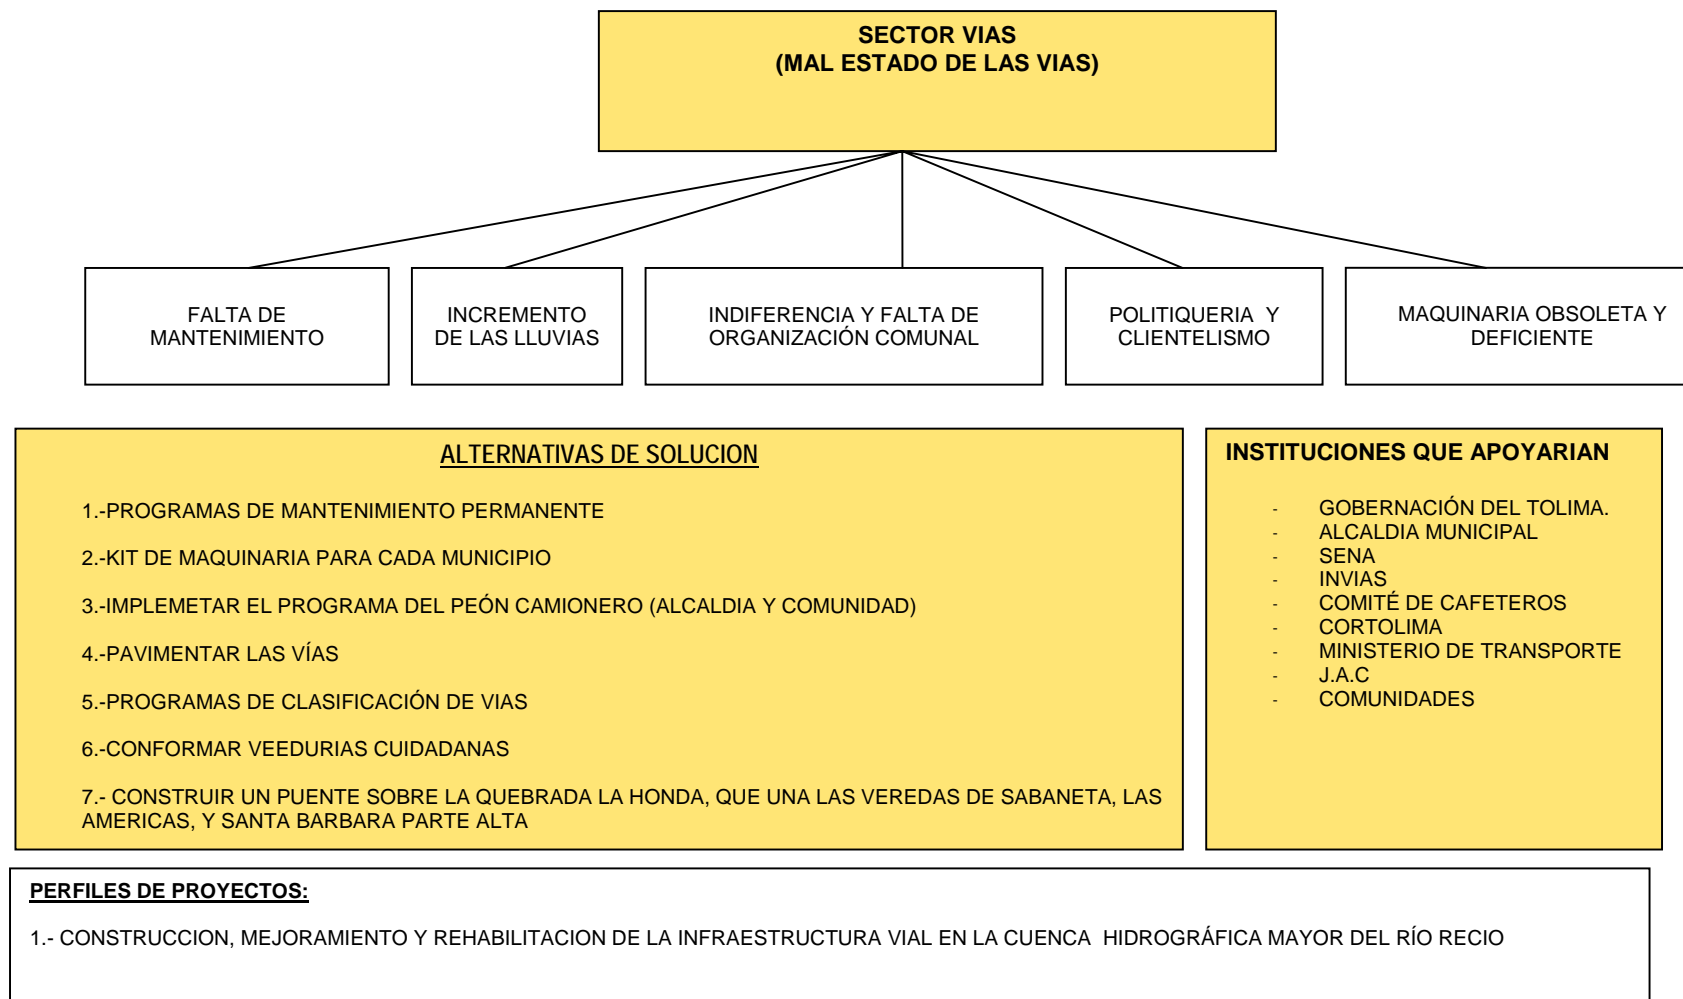 SECTOR VIAS
(MAL ESTADO DE LAS VIAS)
FALTA DE
MANTENIMIENTO
INCREMENTO
DE LAS LLUVIAS
INDIFERENCIA Y FALTA DE
ORGANIZACIÓN COMUNAL
POLITIQUERIA Y
CLIENTELISMO
MAQUINARIA OBSOLETA Y
DEFICIENTE
ALTERNATIVAS DE SOLUCION
1.-PROGRAMAS DE MANTENIMIENTO PERMANENTE
2.-KIT DE MAQUINARIA PARA CADA MUNICIPIO
3.-IMPLEMETAR EL PROGRAMA DEL PEÓN CAMIONERO (ALCALDIA Y COMUNIDAD)
4.-PAVIMENTAR LAS VÍAS
5.-PROGRAMAS DE CLASIFICACIÓN DE VIAS
6.-CONFORMAR VEEDURIAS CUIDADANAS
7.- CONSTRUIR UN PUENTE SOBRE LA QUEBRADA LA HONDA, QUE UNA LAS VEREDAS DE SABANETA, LAS
AMERICAS, Y SANTA BARBARA PARTE ALTA
INSTITUCIONES QUE APOYARIAN
- GOBERNACIÓN DEL TOLIMA.
- ALCALDIA MUNICIPAL
- SENA
- INVIAS
- COMITÉ DE CAFETEROS
- CORTOLIMA
- MINISTERIO DE TRANSPORTE
- J.A.C
- COMUNIDADES
PERFILES DE PROYECTOS:
1.- CONSTRUCCION, MEJORAMIENTO Y REHABILITACION DE LA INFRAESTRUCTURA VIAL EN LA CUENCA HIDROGRÁFICA MAYOR DEL RÍO RECIO